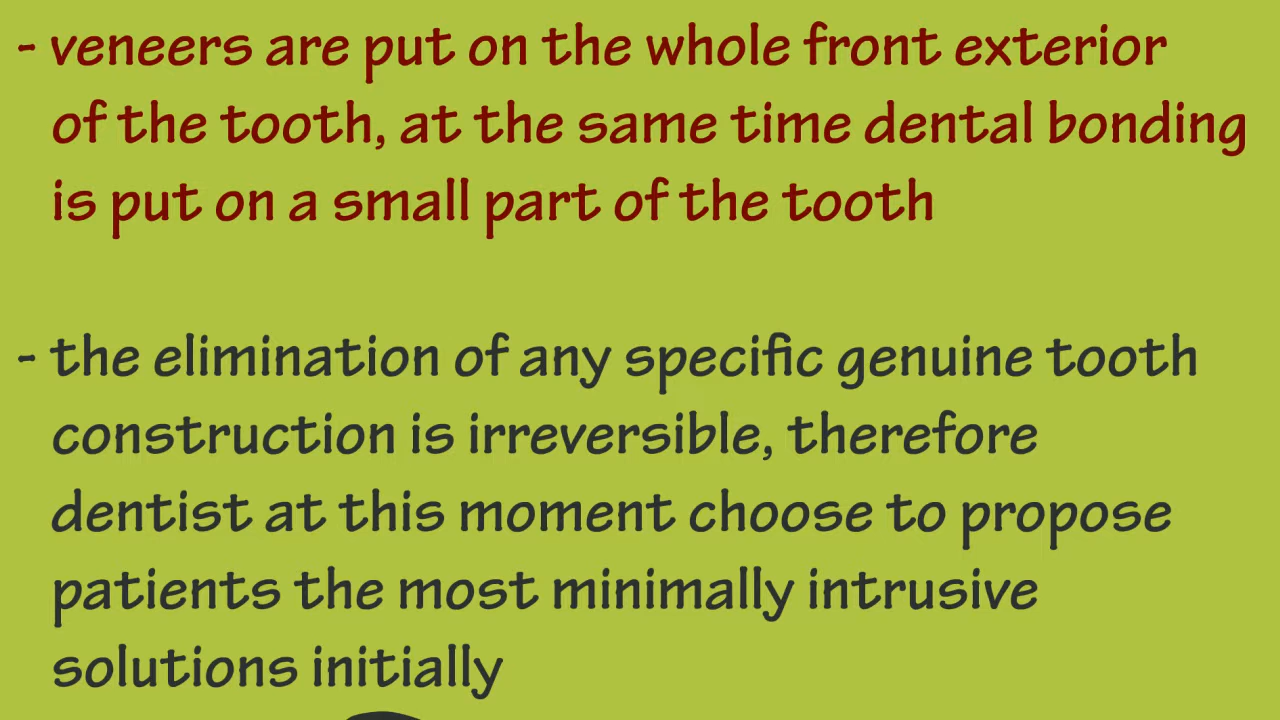 - veneers are put on the whole front exterior
of the tooth, at the same time dental bonding
is put on a small part of the tooth
- the elimination of any specific genuine tooth
construction is irreversible, therefore
dentist at this moment choose to propose
patients the most minimally intrusive
solutions initially